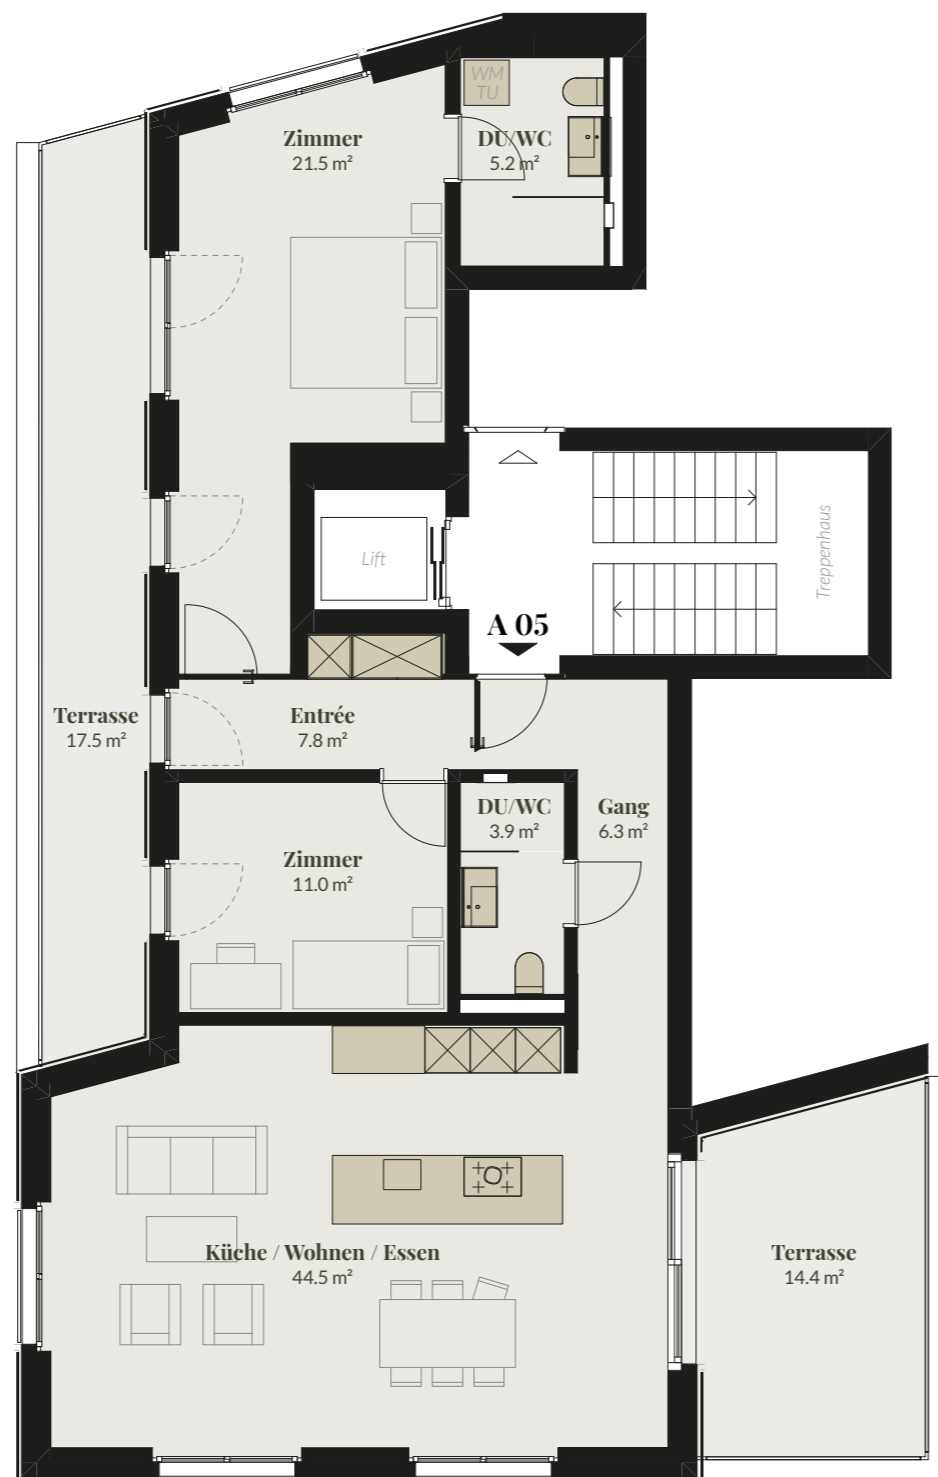 WM
TU
Zimmer
21.5 m²
DU/WC
5.2 m²
Lift
Treppenhaus
A 05
Terrasse
17.5 m²
Entrée
7.8 m²
DU/WC
3.9 m²
Gang
6.3 m²
Zimmer
11.0 m²
Küche / Wohnen / Essen
44.5 m²
Terrasse
14.4 m²